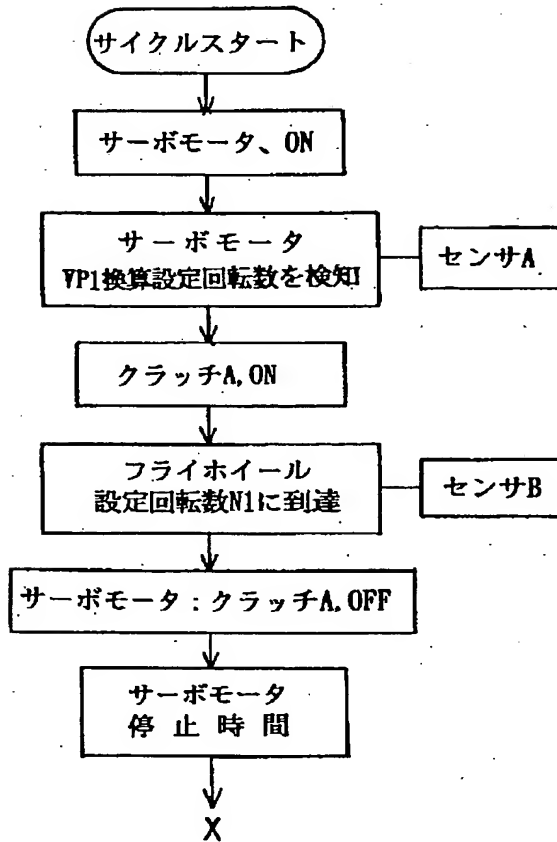 サイクルスタート
サーボモータ、ON
サーボモータ
VP1換算設定回転数を検知
センサA
クラッチA,ON
フライホイール
設定回転数N1に到達
センサB
サーボモータ:クラッチA,OFF
サーボモータ
停止時間
X